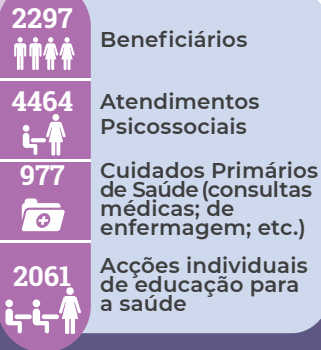 2297
Beneficiários
4464
Atendimentos
Psicossociais
977
Cuidados Primários
de Saúde (consultas
médicas; de
enfermagem; etc.)
2061
Acções individuais
de educação para
a saúde